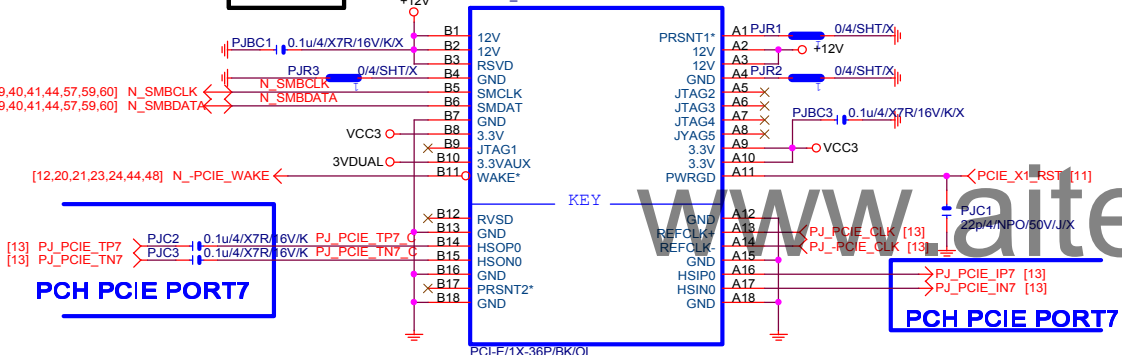 +12V
B1 12V PRSNT1* A1 PJR1 0/4/SHT/X
PJBC1 0.1u/4/X7R/16V/K/X B2 12V 12V A2 +12V
B3 RSVD 12V A3
PJR3 0/4/SHT/X B4 GND GND A4 PJR2 0/4/SHT/X
9,40,41,44,57,59,60] N_SMBCLK N_SMBCLK B5 SMCLK JTAG2 A5
9,40,41,44,57,59,60] N_SMBDATA N_SMBDATA B6 SMDAT JTAG3 A6
B7 GND JTAG4 A7 PJBC3 0.1u/4/X7R/16V/K/X
VCC3 B8 3.3V JYAG5 A8
B9 JTAG1 3.3V A9 VCC3
3VDUAL B10 3.3VAUX 3.3V A10
[12,20,21,23,24,44,48] N_-PCIE_WAKE B11 WAKE* PWRGD A11 PCIE_X1_RST [11]
KEY
www.aite
B12 RVSD GND A12 PJC1
B13 GND REFCLK+ A13 PJ_PCIE_CLK [13] 22p/4/NPO/50V/J/X
[13] PJ_PCIE_TP7 PJC2 0.1u/4/X7R/16V/K PJ_PCIE_TP7_C B14 HSOP0 REFCLK- A14 PJ_-PCIE_CLK [13]
[13] PJ_PCIE_TN7 PJC3 0.1u/4/X7R/16V/K PJ_PCIE_TN7_C B15 HSON0 GND A15
B16 GND HSIP0 A16 PJ_PCIE_IP7 [13]
B17 PRSNT2* HSIN0 A17 PJ_PCIE_IN7 [13]
B18 GND GND A18
PCH PCIE PORT7
PCH PCIE PORT7
PCI-E/1X-36P/BK/OL